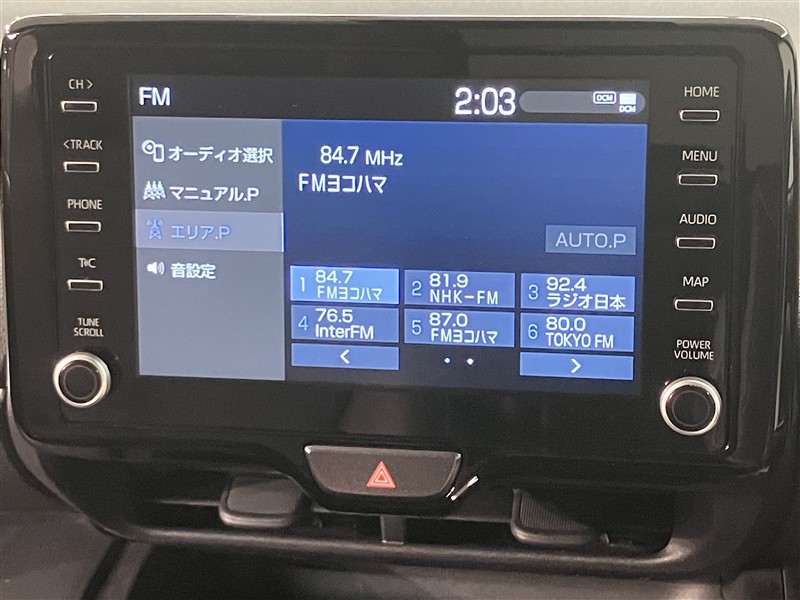 CH >
<TRACK
PHONE
T&C
TUNE
SCROLL
FM
2:03
DCM
DCM
オーディオ選択
マニュアル.P
エリア.P
音設定
84.7 MHz
FMヨコハマ
AUTO.P
1 84.7 FMヨコハマ
2 81.9 NHK-FM
3 92.4 ラジオ日本
4 76.5 InterFM
5 87.0 FMヨコハマ
6 80.0 TOKYO FM
<
>
HOME
MENU
AUDIO
MAP
POWER
VOLUME